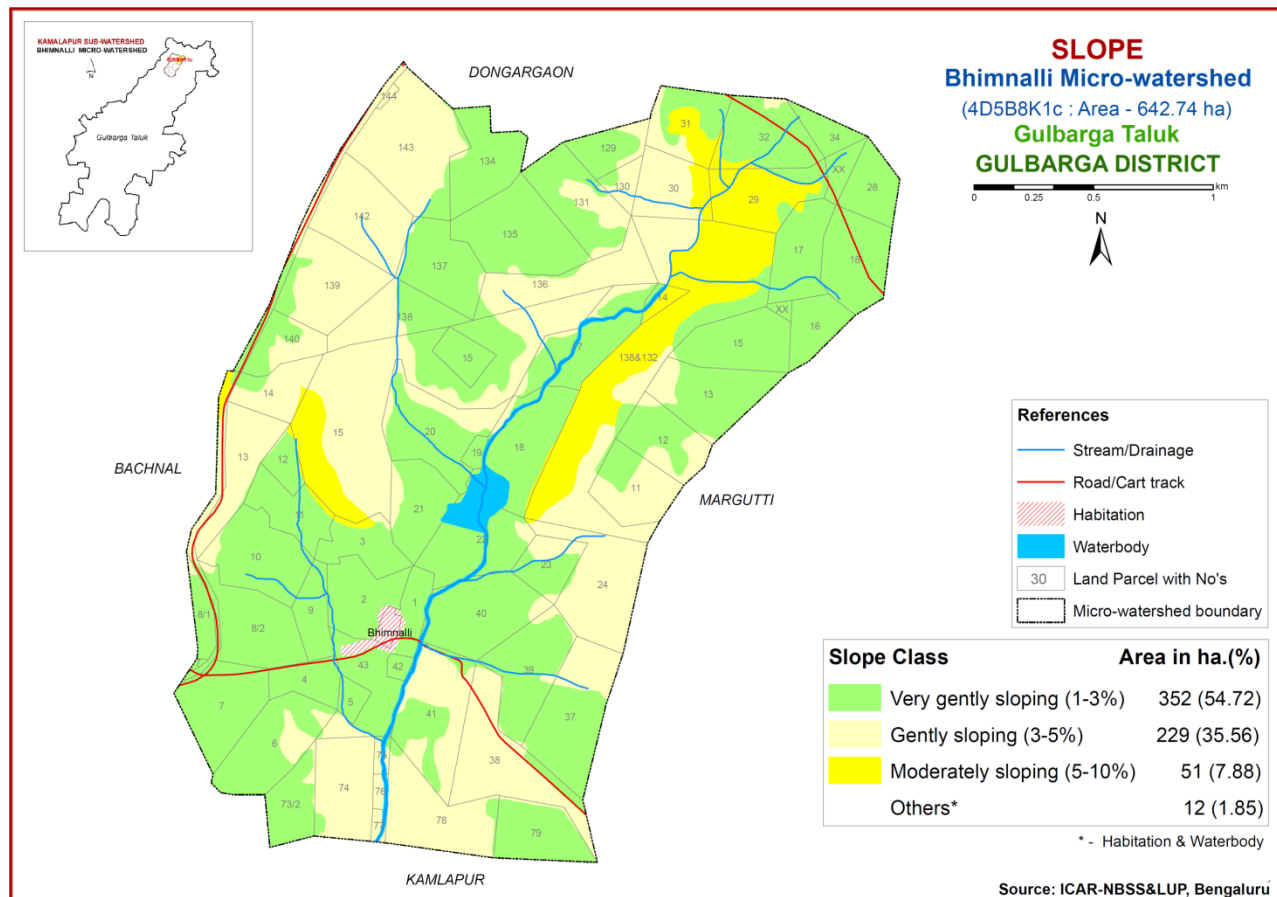 KAMALAPUR SUB-WATERSHED
BHIMNALLI MICRO-WATERSHED
4D5B8K1c
N
Gulbarga Taluk
SLOPE
Bhimnalli Micro-watershed
(4D5B8K1c : Area - 642.74 ha)
Gulbarga Taluk
GULBARGA DISTRICT
0 0.25 0.5 1 km
N
DONGARGAON
BACHNAL
MARGUTTI
KAMLAPUR
144
143
134
129
31
32
34
130
30
XX
28
131
29
142
135
17
137
18
139
136
14
138
XX
16
140
15
7
138&132
15
14
13
15
20
12
13
12
19
18
11
11
21
3
22
10
23
24
2
1
9
40
8/1
8/2
Bhimnalli
43
42
39
4
7
5
41
37
6
75
38
74
76
73/2
77
78
79
References
Stream/Drainage
Road/Cart track
Habitation
Waterbody
30 Land Parcel with No's
Micro-watershed boundary
Slope Class Area in ha.(%)
Very gently sloping (1-3%) 352 (54.72)
Gently sloping (3-5%) 229 (35.56)
Moderately sloping (5-10%) 51 (7.88)
Others* 12 (1.85)
* - Habitation & Waterbody
Source: ICAR-NBSS&LUP, Bengaluru